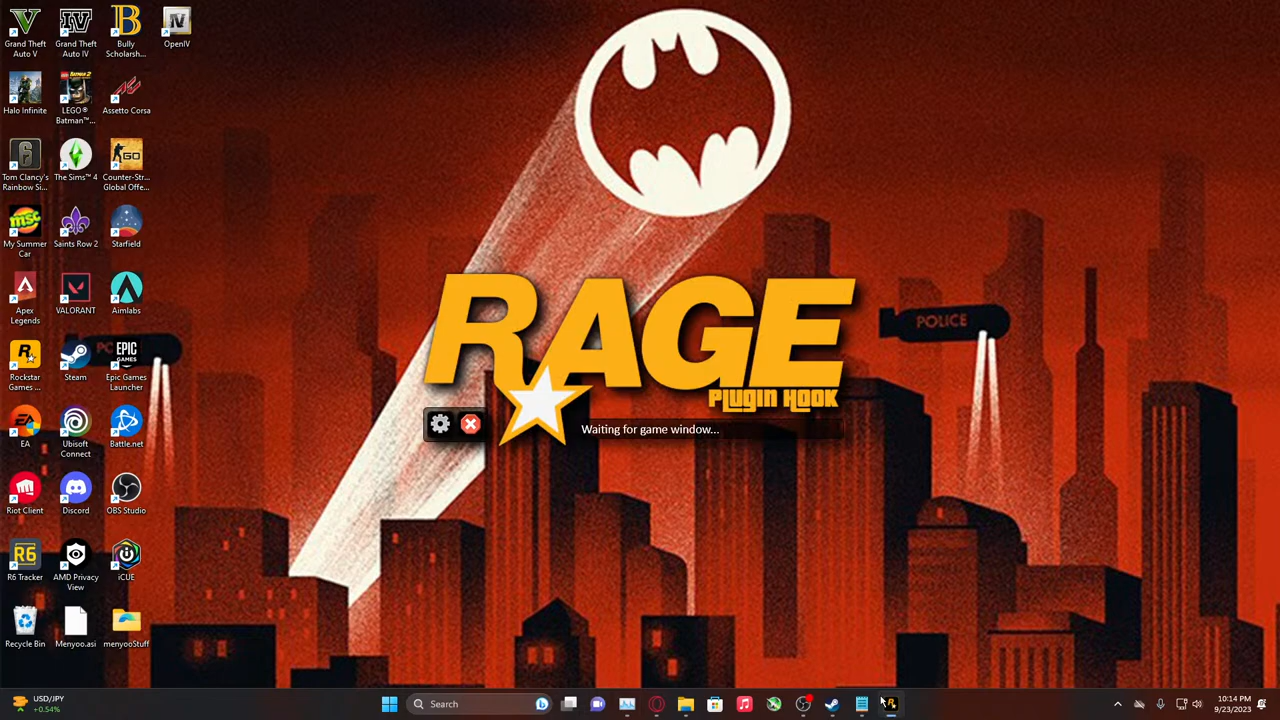 Grand Theft
Auto V
Grand Theft
Auto IV
Bully
Scholarsh...
OpenIV
Halo Infinite
LEGO®
Batman™...
Assetto Corsa
Tom Clancy's
Rainbow Si...
The Sims™ 4
Counter-Str...
Global Offe...
My Summer
Car
Saints Row 2
Starfield
Apex
Legends
VALORANT
Aimlabs
Rockstar
Games ...
Steam
Epic Games
Launcher
EA
Ubisoft
Connect
Battle.net
Riot Client
Discord
OBS Studio
R6 Tracker
AMD Privacy
View
iCUE
Recycle Bin
Menyoo.asi
menyooStuff
RAGE
PLUGIN HOOK
Waiting for game window...
POLICE
USD/JPY
+0.54%
Search
10:14 PM
9/23/2023